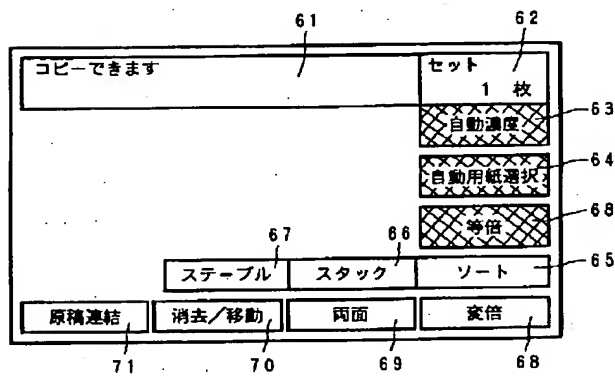 61
62
コピーできます
セット
1 枚
63
自動濃度
64
自動用紙選択
68
等倍
67
66
65
ステープル
スタック
ソート
原稿連結
消去/移動
両面
変倍
71
70
69
68